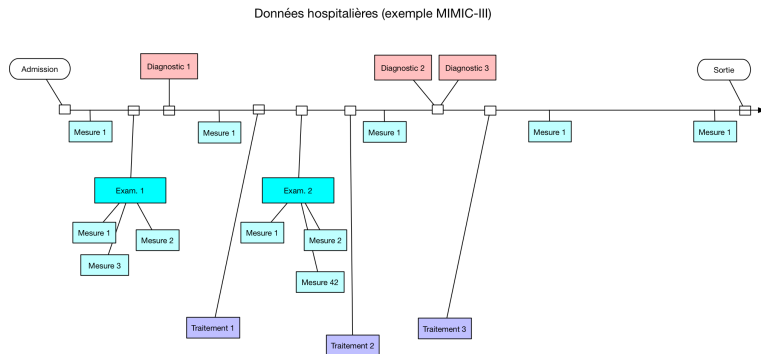 Données hospitalières (exemple MIMIC-III)
Admission
Diagnostic 1
Diagnostic 2
Diagnostic 3
Sortie
Mesure 1
Mesure 1
Mesure 1
Mesure 1
Mesure 1
Exam. 1
Exam. 2
Mesure 1
Mesure 2
Mesure 3
Mesure 1
Mesure 2
Mesure 42
Traitement 1
Traitement 2
Traitement 3